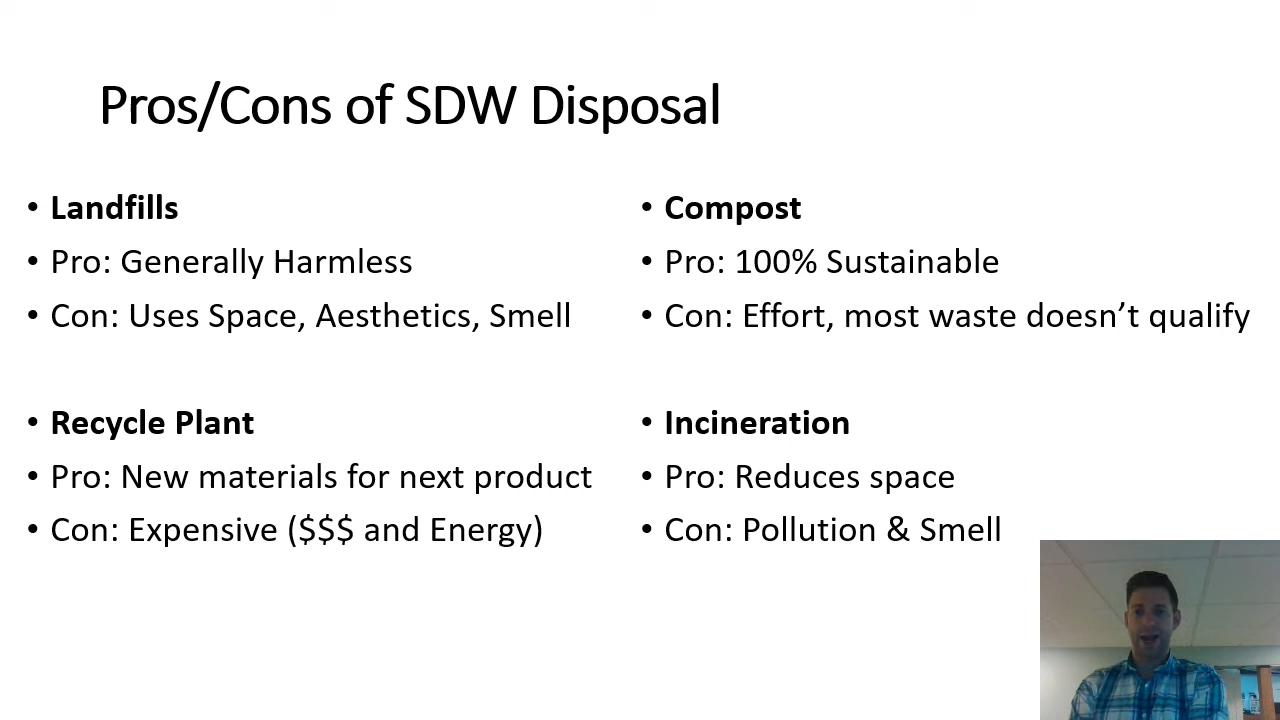 Pros/Cons of SDW Disposal
• Landfills
• Pro: Generally Harmless
• Con: Uses Space, Aesthetics, Smell
• Recycle Plant
• Pro: New materials for next product
• Con: Expensive ($$$ and Energy)
• Compost
• Pro: 100% Sustainable
• Con: Effort, most waste doesn’t qualify
• Incineration
• Pro: Reduces space
• Con: Pollution & Smell